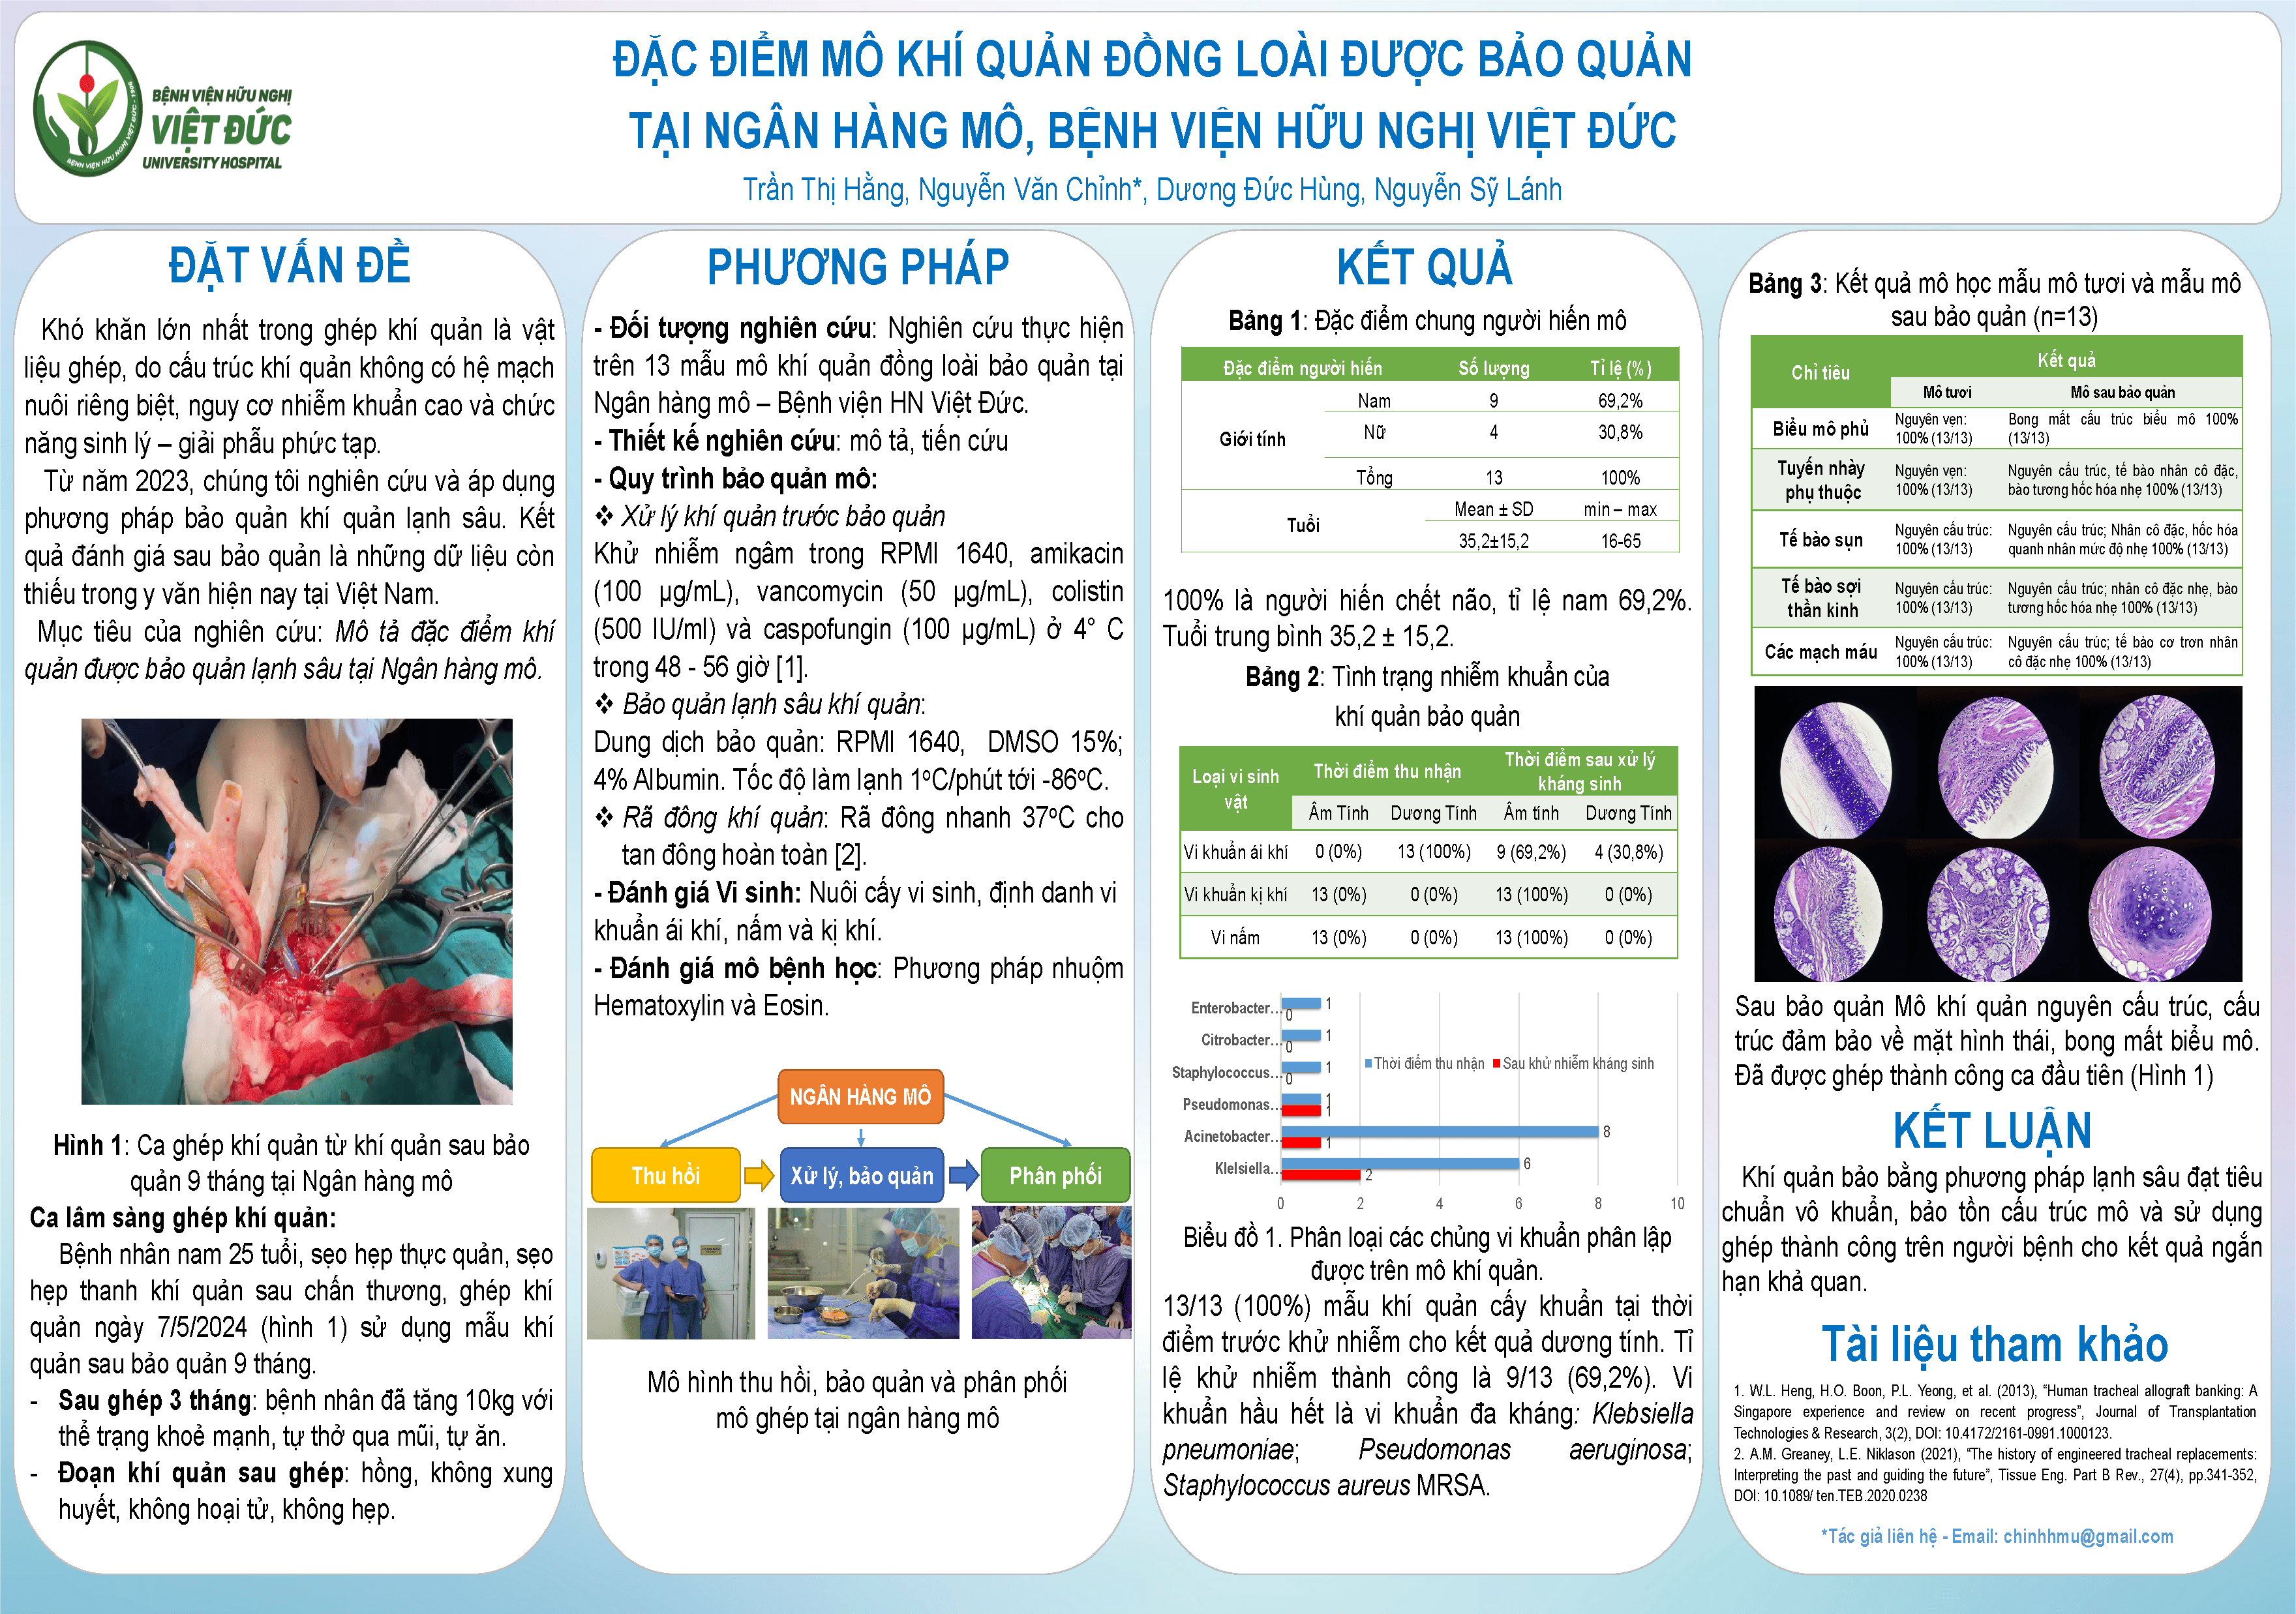 BỆNH VIỆN HỮU NGHỊ
VIỆT ĐỨC
UNIVERSITY HOSPITAL
BỆNH VIỆN HỮU NGHỊ VIỆT ĐỨC - 1906
ĐẶC ĐIỂM MÔ KHÍ QUẢN ĐỒNG LOÀI ĐƯỢC BẢO QUẢN
TẠI NGÂN HÀNG MÔ, BỆNH VIỆN HỮU NGHỊ VIỆT ĐỨC
Trần Thị Hằng, Nguyễn Văn Chỉnh*, Dương Đức Hùng, Nguyễn Sỹ Lánh
ĐẶT VẤN ĐỀ
Khó khăn lớn nhất trong ghép khí quản là vật
liệu ghép, do cấu trúc khí quản không có hệ mạch
nuôi riêng biệt, nguy cơ nhiễm khuẩn cao và chức
năng sinh lý – giải phẫu phức tạp.
Từ năm 2023, chúng tôi nghiên cứu và áp dụng
phương pháp bảo quản khí quản lạnh sâu. Kết
quả đánh giá sau bảo quản là những dữ liệu còn
thiếu trong y văn hiện nay tại Việt Nam.
Mục tiêu của nghiên cứu: Mô tả đặc điểm khí
quản được bảo quản lạnh sâu tại Ngân hàng mô.
Hình 1: Ca ghép khí quản từ khí quản sau bảo
quản 9 tháng tại Ngân hàng mô
Ca lâm sàng ghép khí quản:
Bệnh nhân nam 25 tuổi, sẹo hẹp thực quản, sẹo
hẹp thanh khí quản sau chấn thương, ghép khí
quản ngày 7/5/2024 (hình 1) sử dụng mẫu khí
quản sau bảo quản 9 tháng.
- Sau ghép 3 tháng: bệnh nhân đã tăng 10kg với
thể trạng khoẻ mạnh, tự thở qua mũi, tự ăn.
- Đoạn khí quản sau ghép: hồng, không xung
huyết, không hoại tử, không hẹp.
PHƯƠNG PHÁP
- Đối tượng nghiên cứu: Nghiên cứu thực hiện
trên 13 mẫu mô khí quản đồng loài bảo quản tại
Ngân hàng mô – Bệnh viện HN Việt Đức.
- Thiết kế nghiên cứu: mô tả, tiến cứu
- Quy trình bảo quản mô:
❖ Xử lý khí quản trước bảo quản
Khử nhiễm ngâm trong RPMI 1640, amikacin
(100 µg/mL), vancomycin (50 µg/mL), colistin
(500 IU/ml) và caspofungin (100 µg/mL) ở 4° C
trong 48 - 56 giờ [1].
❖ Bảo quản lạnh sâu khí quản:
Dung dịch bảo quản: RPMI 1640, DMSO 15%;
4% Albumin. Tốc độ làm lạnh 1ºC/phút tới -86ºC.
❖ Rã đông khí quản: Rã đông nhanh 37ºC cho
tan đông hoàn toàn [2].
- Đánh giá Vi sinh: Nuôi cấy vi sinh, định danh vi
khuẩn ái khí, nấm và kị khí.
- Đánh giá mô bệnh học: Phương pháp nhuộm
Hematoxylin và Eosin.
NGÂN HÀNG MÔ
Thu hồi Xử lý, bảo quản Phân phối
Mô hình thu hồi, bảo quản và phân phối
mô ghép tại ngân hàng mô
KẾT QUẢ
Bảng 1: Đặc điểm chung người hiến mô
Đặc điểm người hiến Số lượng Tỉ lệ (%)
Giới tính
Nam 9 69,2%
Nữ 4 30,8%
Tổng 13 100%
Tuổi
Mean ± SD min – max
35,2±15,2 16-65
100% là người hiến chết não, tỉ lệ nam 69,2%.
Tuổi trung bình 35,2 ± 15,2.
Bảng 2: Tình trạng nhiễm khuẩn của
khí quản bảo quản
Loại vi sinh
vật
Thời điểm thu nhận
Thời điểm sau xử lý
kháng sinh
Âm Tính Dương Tính Âm tính Dương Tính
Vi khuẩn ái khí 0 (0%) 13 (100%) 9 (69,2%) 4 (30,8%)
Vi khuẩn kị khí 13 (0%) 0 (0%) 13 (100%) 0 (0%)
Vi nấm 13 (0%) 0 (0%) 13 (100%) 0 (0%)
Enterobacter… 1 0
Citrobacter… 1 0
Staphylococcus… 1 0
Thời điểm thu nhận Sau khử nhiễm kháng sinh
Pseudomonas… 1 1
Acinetobacter… 8 1
Klelsiella… 6 2
0 2 4 6 8 10
Biểu đồ 1. Phân loại các chủng vi khuẩn phân lập
được trên mô khí quản.
13/13 (100%) mẫu khí quản cấy khuẩn tại thời
điểm trước khử nhiễm cho kết quả dương tính. Tỉ
lệ khử nhiễm thành công là 9/13 (69,2%). Vi
khuẩn hầu hết là vi khuẩn đa kháng: Klebsiella
pneumoniae; Pseudomonas aeruginosa;
Staphylococcus aureus MRSA.
Bảng 3: Kết quả mô học mẫu mô tươi và mẫu mô
sau bảo quản (n=13)
Chỉ tiêu Kết quả
Mô tươi Mô sau bảo quản
Biểu mô phủ
Nguyên vẹn:
100% (13/13)
Bong mất cấu trúc biểu mô 100%
(13/13)
Tuyến nhày
phụ thuộc
Nguyên vẹn:
100% (13/13)
Nguyên cấu trúc, tế bào nhân cô đặc,
bào tương hốc hóa nhẹ 100% (13/13)
Tế bào sụn
Nguyên cấu trúc:
100% (13/13)
Nguyên cấu trúc; Nhân cô đặc, hốc hóa
quanh nhân mức độ nhẹ 100% (13/13)
Tế bào sợi
thần kinh
Nguyên cấu trúc:
100% (13/13)
Nguyên cấu trúc; nhân cô đặc nhẹ, bào
tương hốc hóa nhẹ 100% (13/13)
Các mạch máu
Nguyên cấu trúc:
100% (13/13)
Nguyên cấu trúc; tế bào cơ trơn nhân
cô đặc nhẹ 100% (13/13)
Sau bảo quản Mô khí quản nguyên cấu trúc, cấu
trúc đảm bảo về mặt hình thái, bong mất biểu mô.
Đã được ghép thành công ca đầu tiên (Hình 1)
KẾT LUẬN
Khí quản bảo bằng phương pháp lạnh sâu đạt tiêu
chuẩn vô khuẩn, bảo tồn cấu trúc mô và sử dụng
ghép thành công trên người bệnh cho kết quả ngắn
hạn khả quan.
Tài liệu tham khảo
1. W.L. Heng, H.O. Boon, P.L. Yeong, et al. (2013), “Human tracheal allograft banking: A
Singapore experience and review on recent progress”, Journal of Transplantation
Technologies & Research, 3(2), DOI: 10.4172/2161-0991.1000123.
2. A.M. Greaney, L.E. Niklason (2021), “The history of engineered tracheal replacements:
Interpreting the past and guiding the future”, Tissue Eng. Part B Rev., 27(4), pp.341-352,
DOI: 10.1089/ ten.TEB.2020.0238
*Tác giả liên hệ - Email: chinhhmu@gmail.com